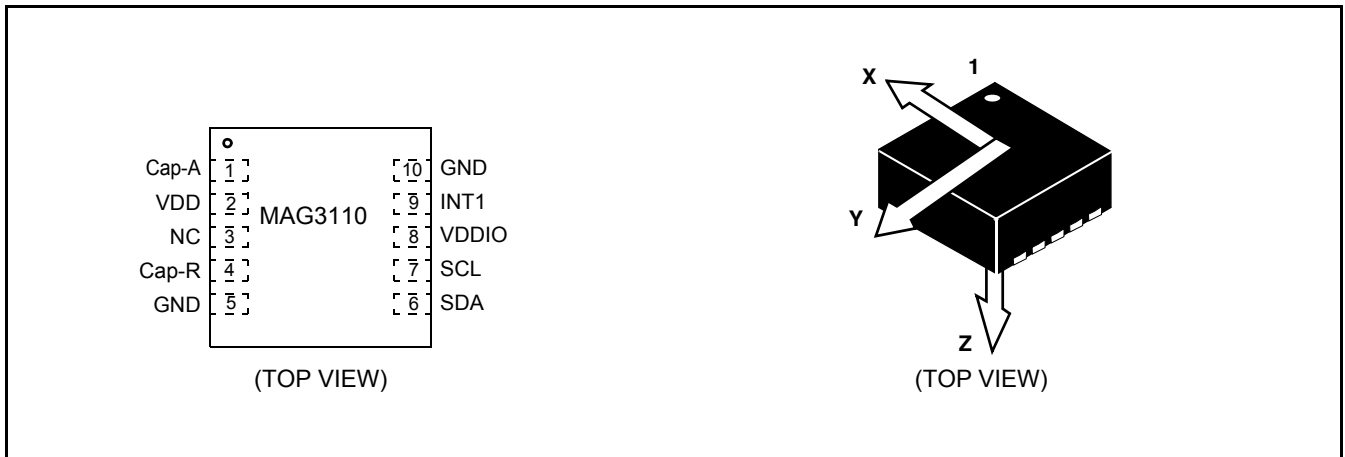 Cap-A 1 10 GND
VDD 2 9 INT1
MAG3110
NC 3 8 VDDIO
Cap-R 4 7 SCL
GND 5 6 SDA
(TOP VIEW)
1
X
Y
Z
(TOP VIEW)